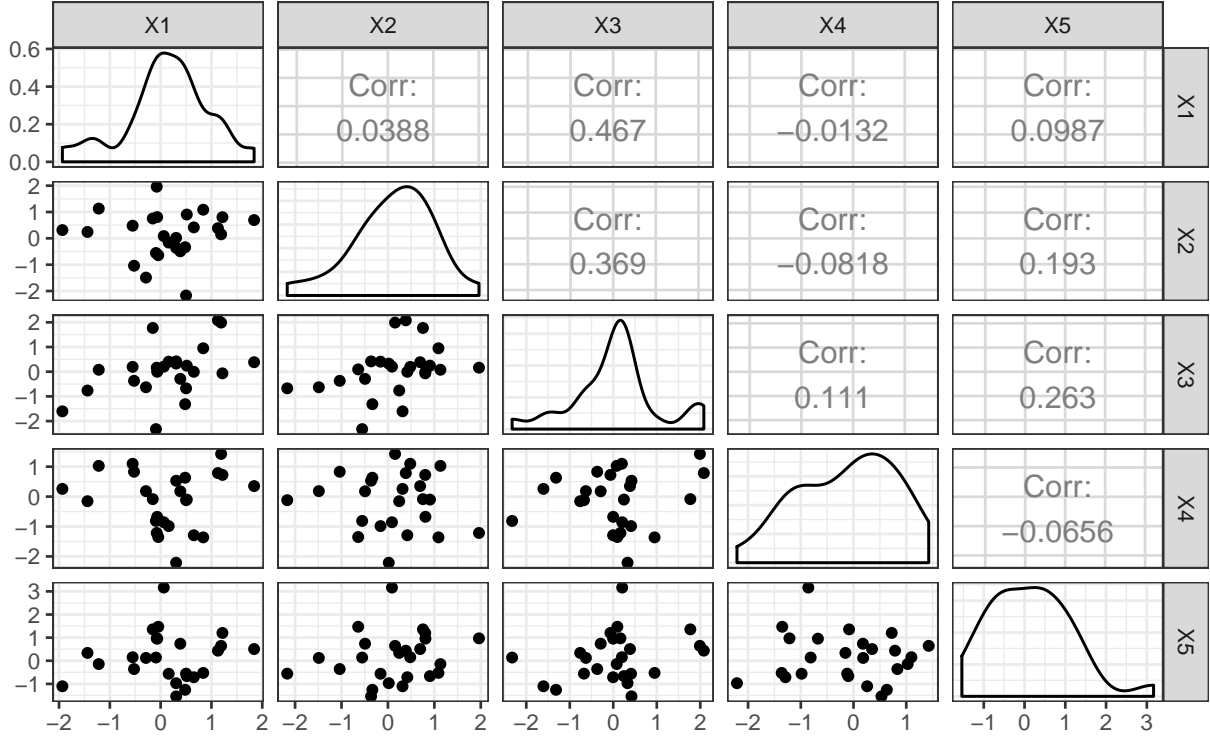 X1 X2 X3 X4 X5
0.6
0.4
0.2
0.0
Corr:
0.0388
Corr:
0.467
Corr:
−0.0132
Corr:
0.0987
X1
2
1
0
−1
−2
Corr:
0.369
Corr:
−0.0818
Corr:
0.193
X2
2
1
0
−1
−2
Corr:
0.111
Corr:
0.263
X3
1
0
−1
−2
Corr:
−0.0656
X4
3
2
1
0
−1
X5
−2 −1 0 1 2 −2 −1 0 1 2 −2 −1 0 1 2 −2 −1 0 1 −1 0 1 2 3